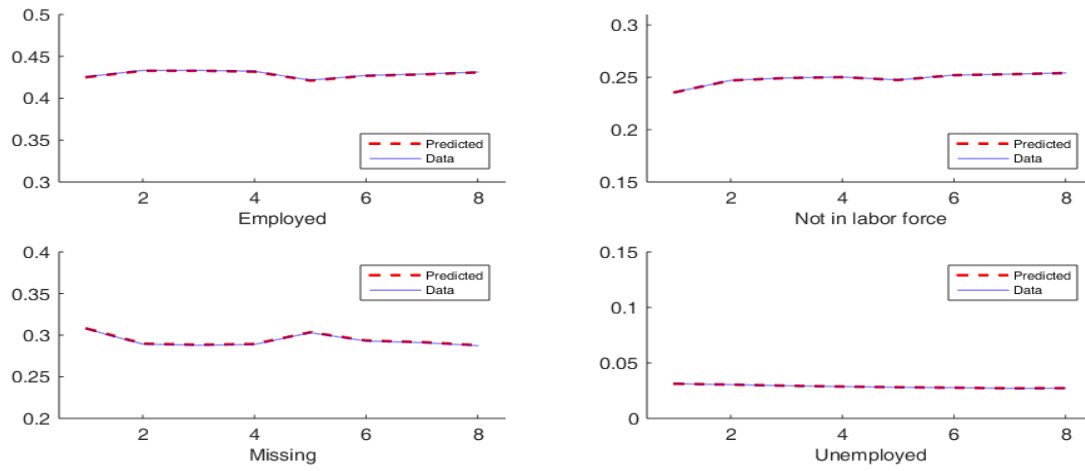 0.5
0.45
0.4
0.35
0.3
2 4 6 8
Employed
Predicted
Data
0.3
0.25
0.2
0.15
2 4 6 8
Not in labor force
Predicted
Data
0.4
0.35
0.3
0.25
0.2
2 4 6 8
Missing
Predicted
Data
0.15
0.1
0.05
0
2 4 6 8
Unemployed
Predicted
Data